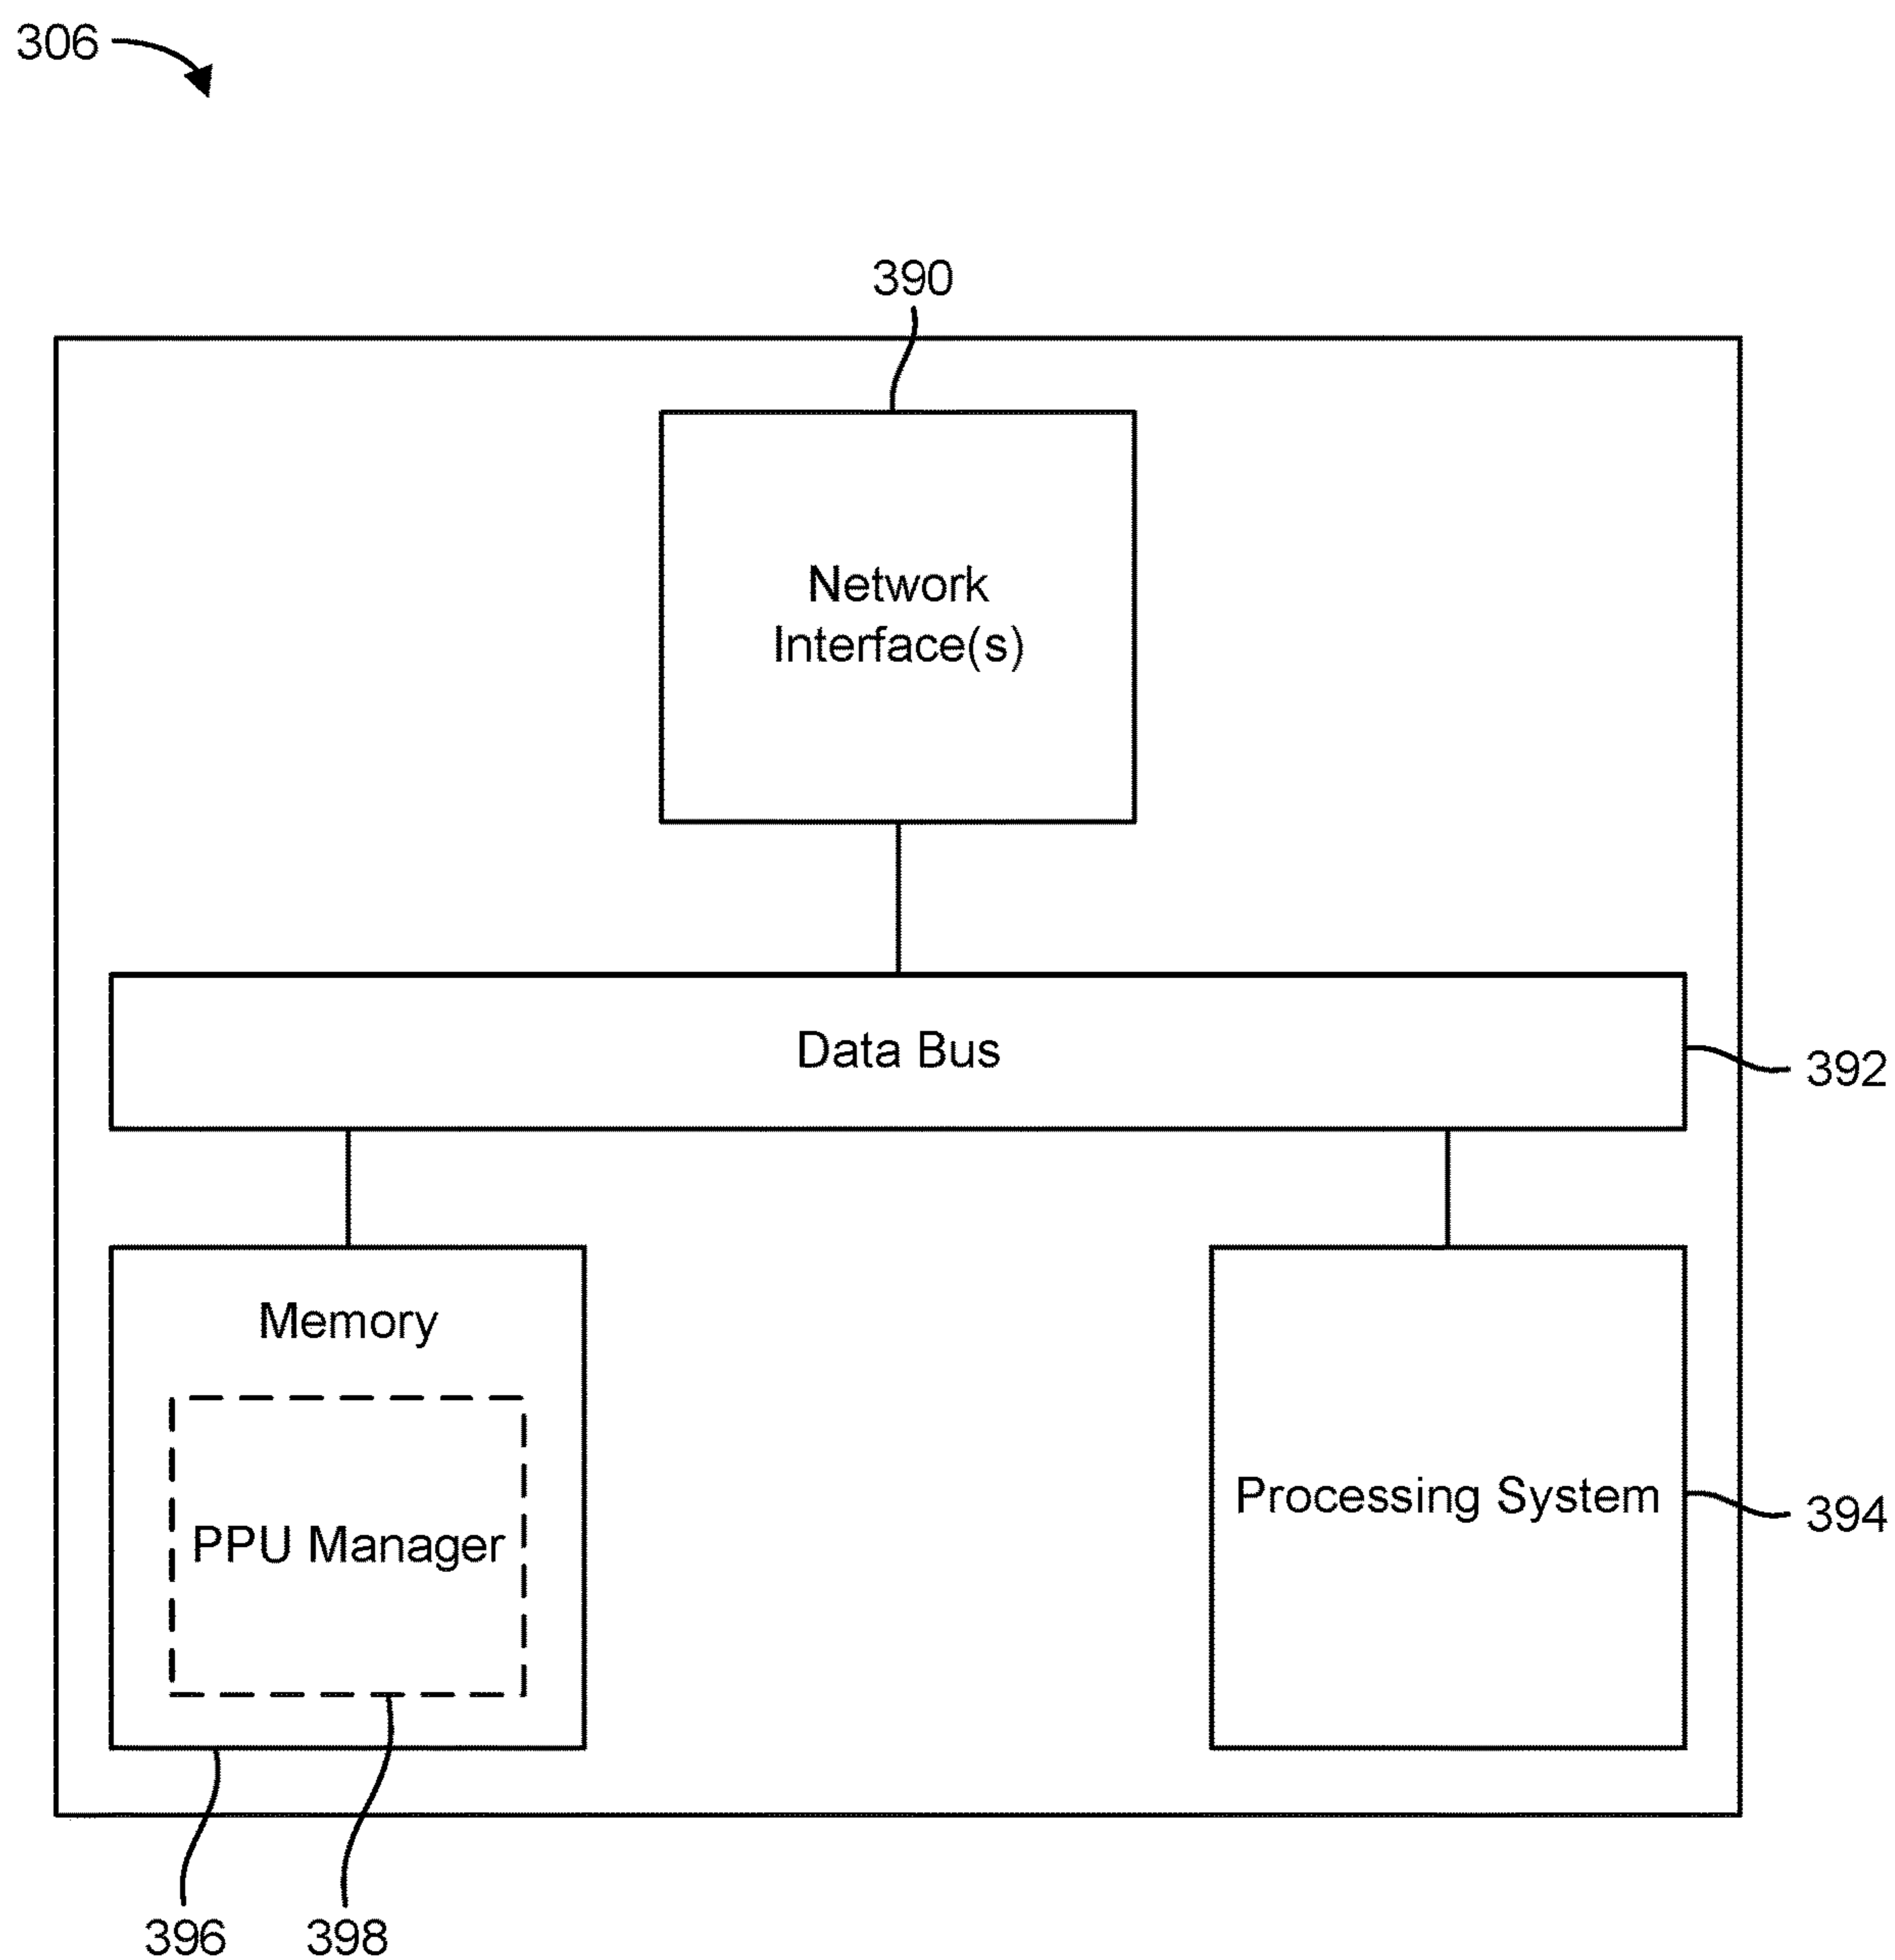 306
390
Network
Interface(s)
Data Bus
392
Memory
PPU Manager
Processing System
394
396
398